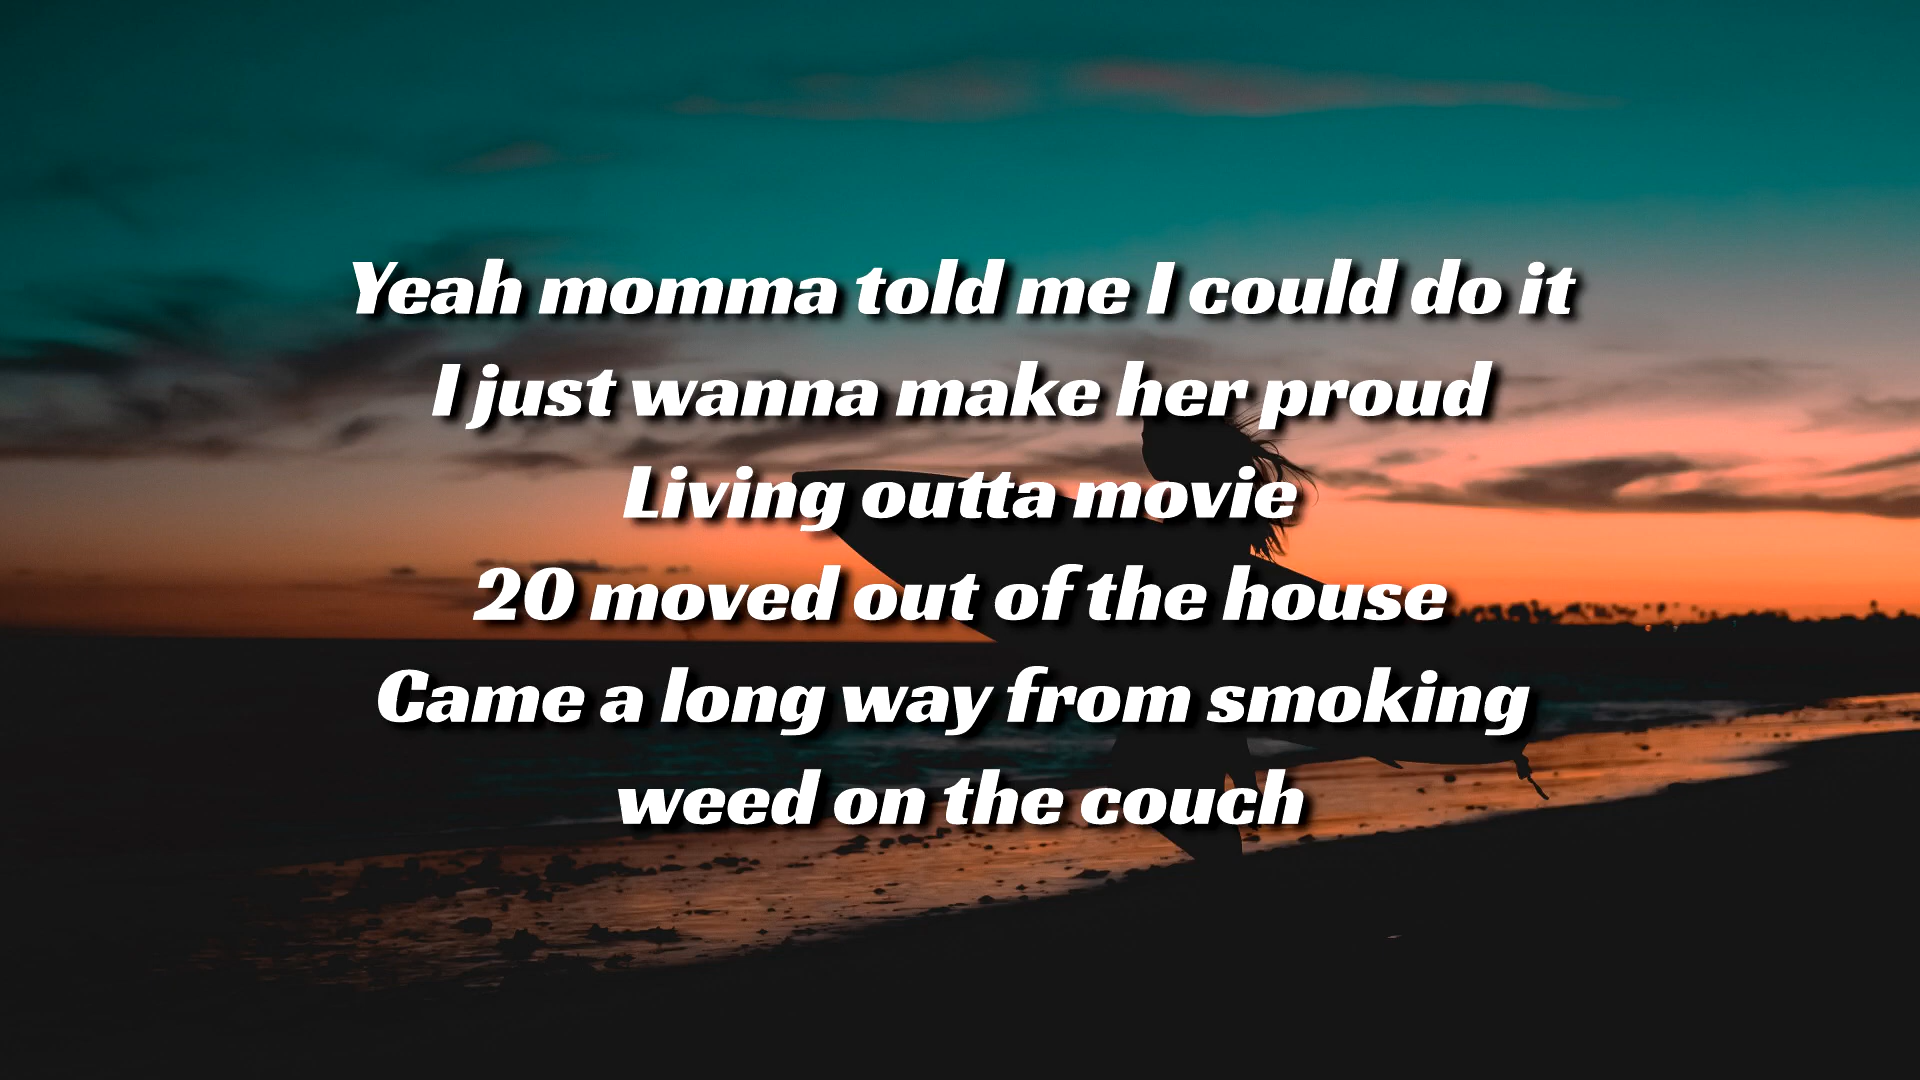 Yeah momma told me I could do it
I just wanna make her proud
Living outta movie
20 moved out of the house
Came a long way from smoking
weed on the couch